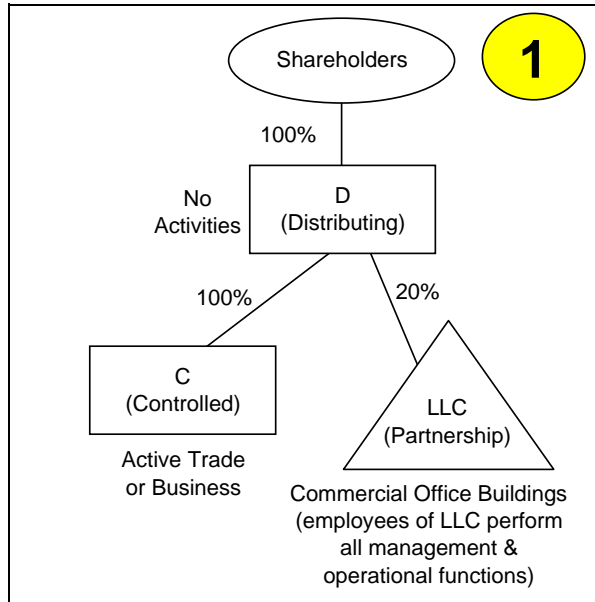 Shareholders
1
100%
D
(Distributing)
No
Activities
100%
20%
C
(Controlled)
LLC
(Partnership)
Active Trade
or Business
Commercial Office Buildings
(employees of LLC perform
all management &
operational functions)